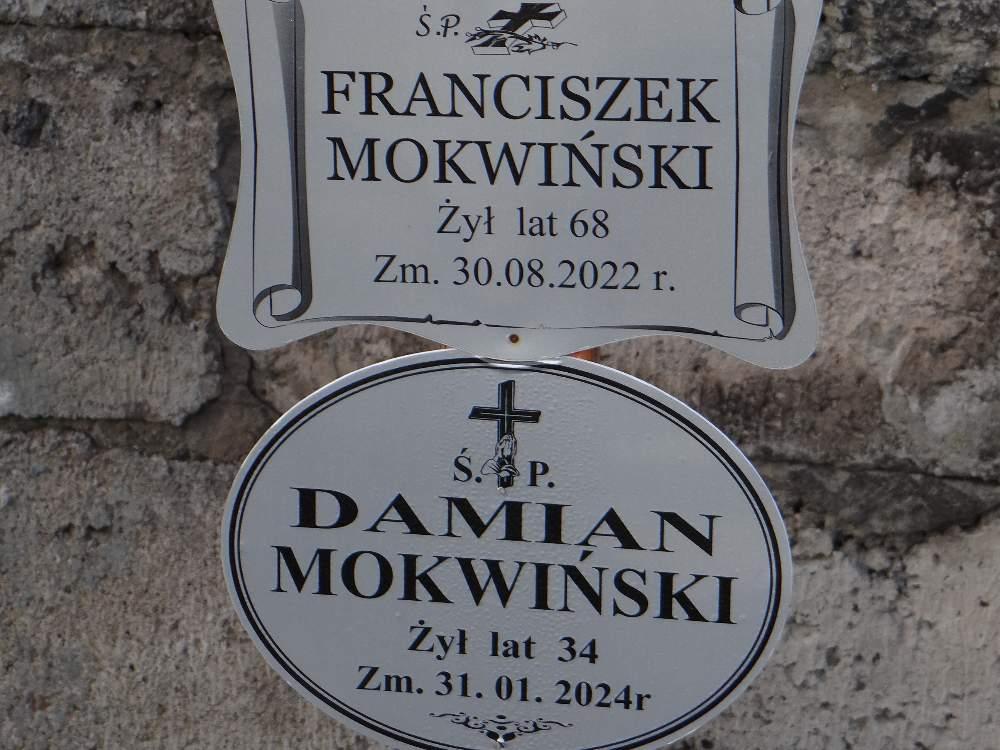 Ś.P.
FRANCISZEK
MOKWIŃSKI
Żył lat 68
Zm. 30.08.2022 r.
Ś. P.
DAMIAN
MOKWIŃSKI
Żył lat 34
Zm. 31. 01. 2024r